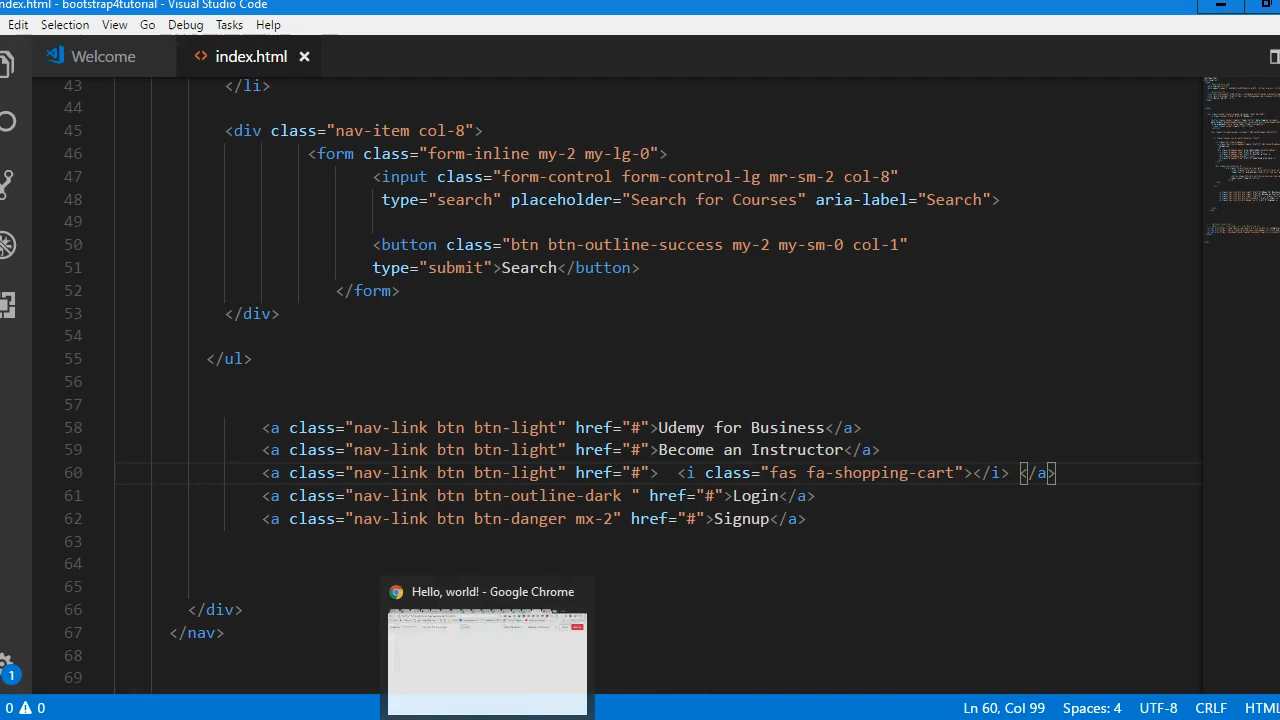 index.html - bootstrap4tutorial - Visual Studio Code
Edit Selection View Go Debug Tasks Help
Welcome index.html
43 </li>
44
45 <div class="nav-item col-8">
46 <form class="form-inline my-2 my-lg-0">
47 <input class="form-control form-control-lg mr-sm-2 col-8"
48 type="search" placeholder="Search for Courses" aria-label="Search">
49
50 <button class="btn btn-outline-success my-2 my-sm-0 col-1"
51 type="submit">Search</button>
52 </form>
53 </div>
54
55 </ul>
56
57
58 <a class="nav-link btn btn-light" href="#">Udemy for Business</a>
59 <a class="nav-link btn btn-light" href="#">Become an Instructor</a>
60 <a class="nav-link btn btn-light" href="#"> <i class="fas fa-shopping-cart"></i> </a>
61 <a class="nav-link btn btn-outline-dark " href="#">Login</a>
62 <a class="nav-link btn btn-danger mx-2" href="#">Signup</a>
63
64
65
66 </div>
67 </nav>
68
69
Hello, world! - Google Chrome
1
0 0 Ln 60, Col 99 Spaces: 4 UTF-8 CRLF HTML